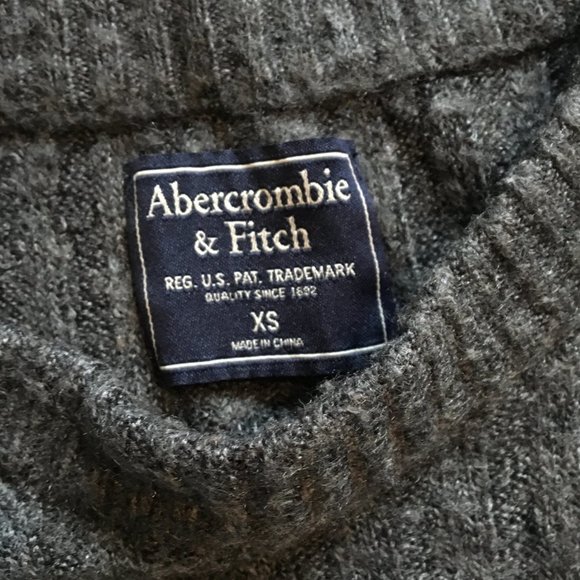 Abercrombie
& Fitch
REG. U.S. PAT. TRADEMARK
QUALITY SINCE 1892
XS
MADE IN CHINA